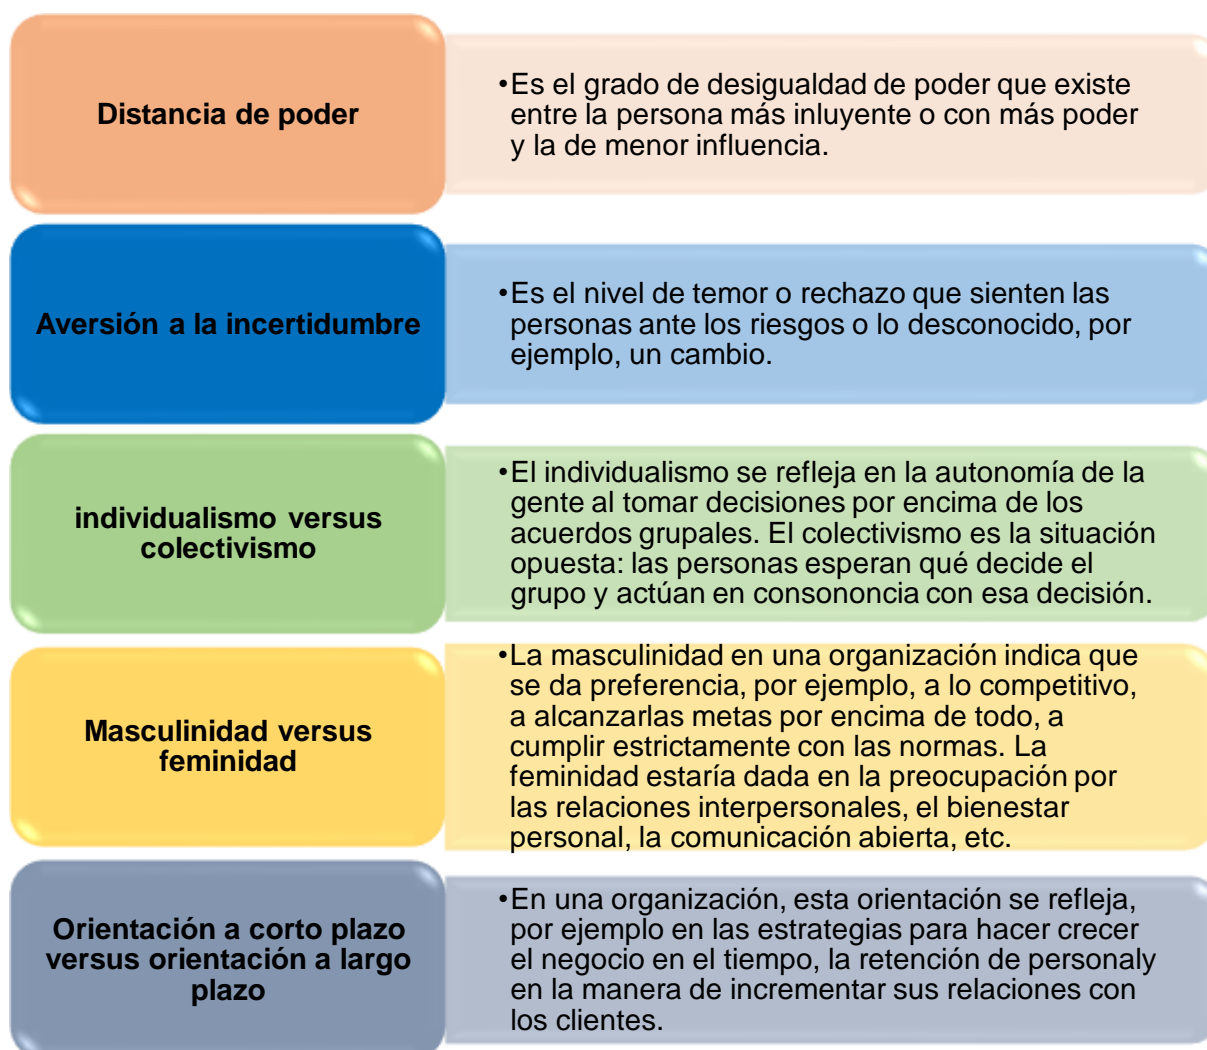 Distancia de poder
•Es el grado de desigualdad de poder que existe
entre la persona más inluyente o con más poder
y la de menor influencia.
Aversión a la incertidumbre
•Es el nivel de temor o rechazo que sienten las
personas ante los riesgos o lo desconocido, por
ejemplo, un cambio.
individualismo versus
colectivismo
•El individualismo se refleja en la autonomía de la
gente al tomar decisiones por encima de los
acuerdos grupales. El colectivismo es la situación
opuesta: las personas esperan qué decide el
grupo y actúan en consononcia con esa decisión.
Masculinidad versus
feminidad
•La masculinidad en una organización indica que
se da preferencia, por ejemplo, a lo competitivo,
a alcanzarlas metas por encima de todo, a
cumplir estrictamente con las normas. La
feminidad estaría dada en la preocupación por
las relaciones interpersonales, el bienestar
personal, la comunicación abierta, etc.
Orientación a corto plazo
versus orientación a largo
plazo
•En una organización, esta orientación se refleja,
por ejemplo en las estrategias para hacer crecer
el negocio en el tiempo, la retención de personaly
en la manera de incrementar sus relaciones con
los clientes.